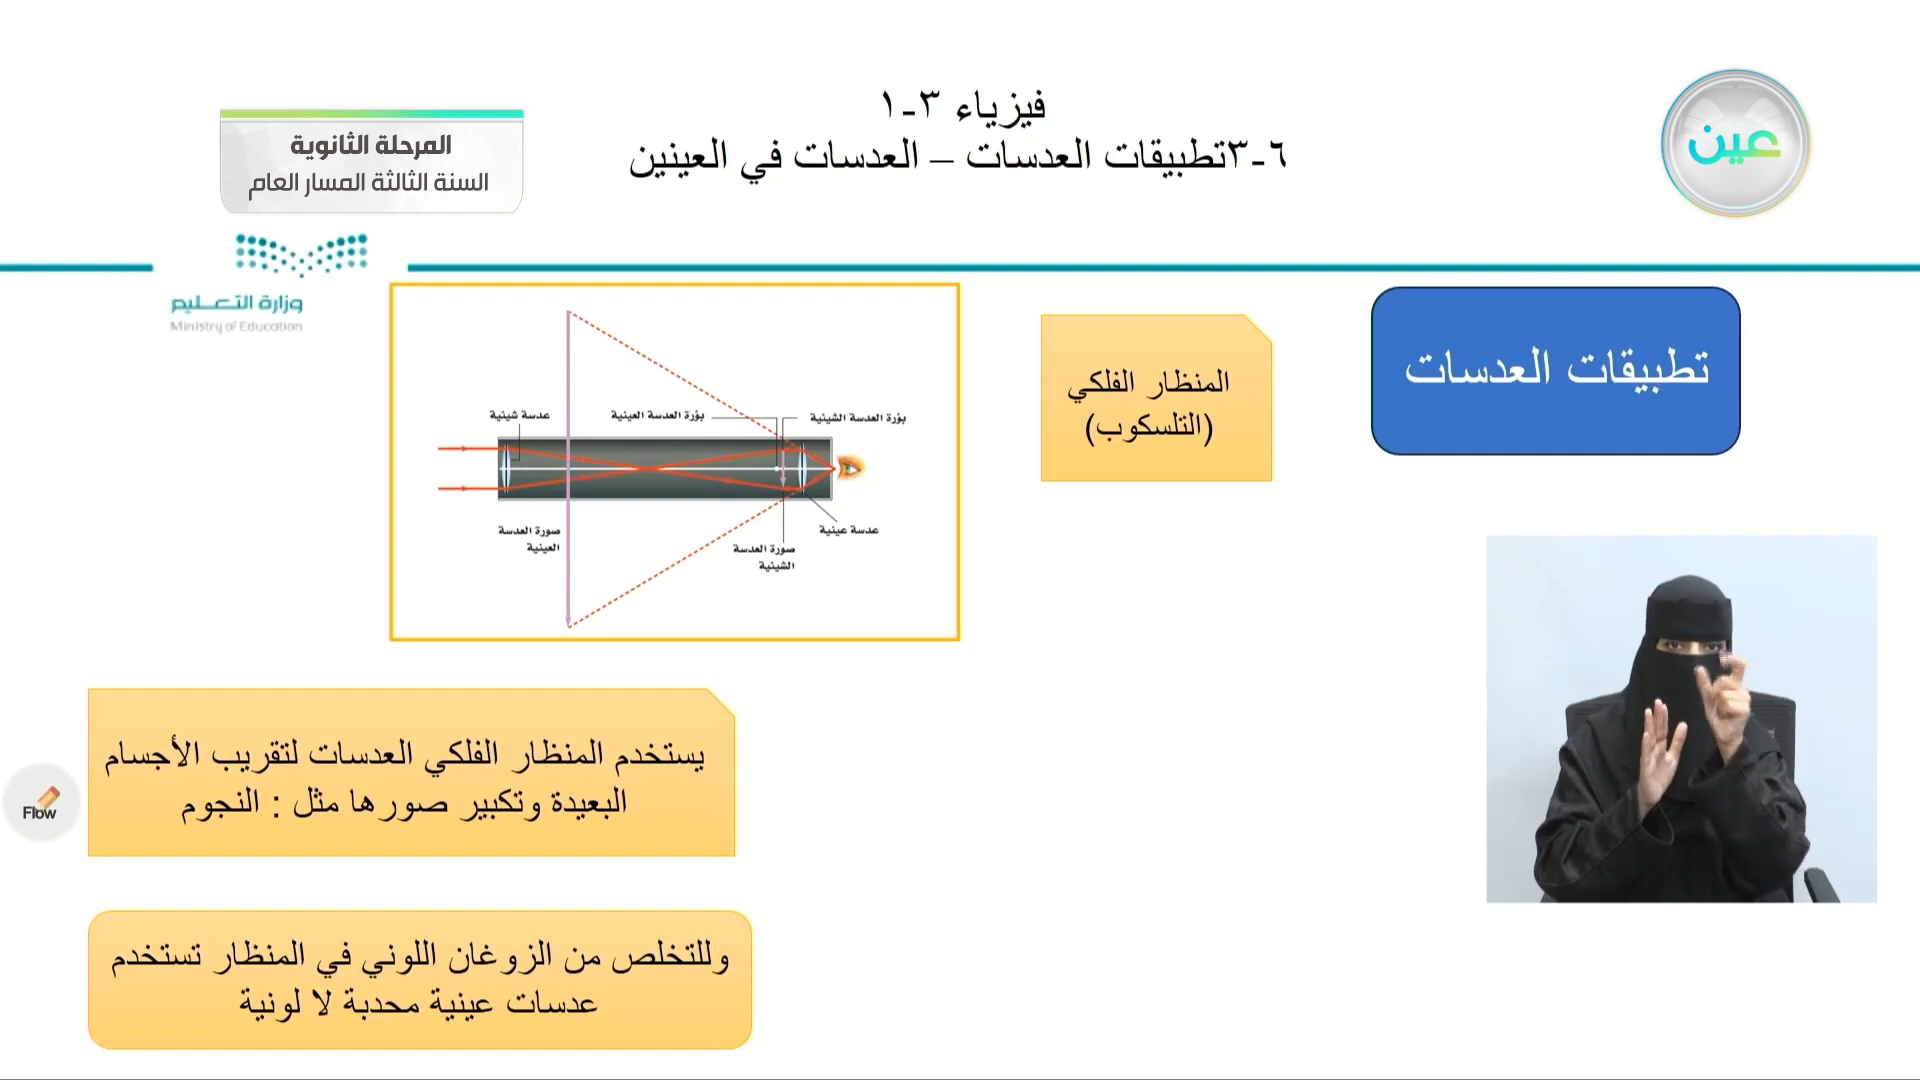 فيزياء ٣-١
٦-٣تطبيقات العدسات – العدسات في العينين
عين
المرحلة الثانوية
السنة الثالثة المسار العام
وزارة التعليم
Ministry of Education
تطبيقات العدسات
المنظار الفلكي
(التلسكوب)
بؤرة العدسة الشيئية
بؤرة العدسة العينية
عدسة شيئية
عدسة عينية
صورة العدسة
الشيئية
صورة العدسة
العينية
يستخدم المنظار الفلكي العدسات لتقريب الأجسام
البعيدة وتكبير صورها مثل : النجوم
Flow
وللتخلص من الزوغان اللوني في المنظار تستخدم
عدسات عينية محدبة لا لونية